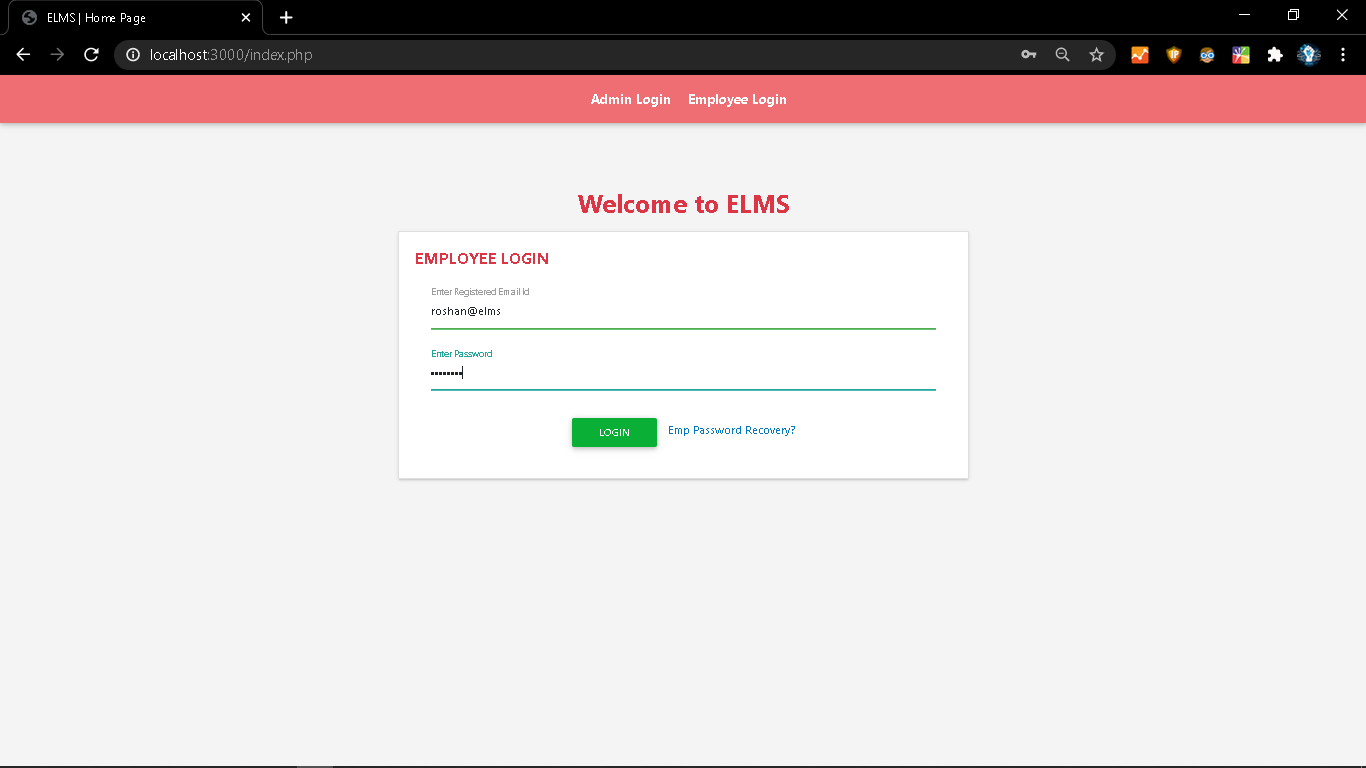 ELMS | Home Page
localhost:3000/index.php
Admin Login Employee Login
Welcome to ELMS
EMPLOYEE LOGIN
Enter Registered Email Id
roshan@elms
Enter Password
••••••••
LOGIN Emp Password Recovery?